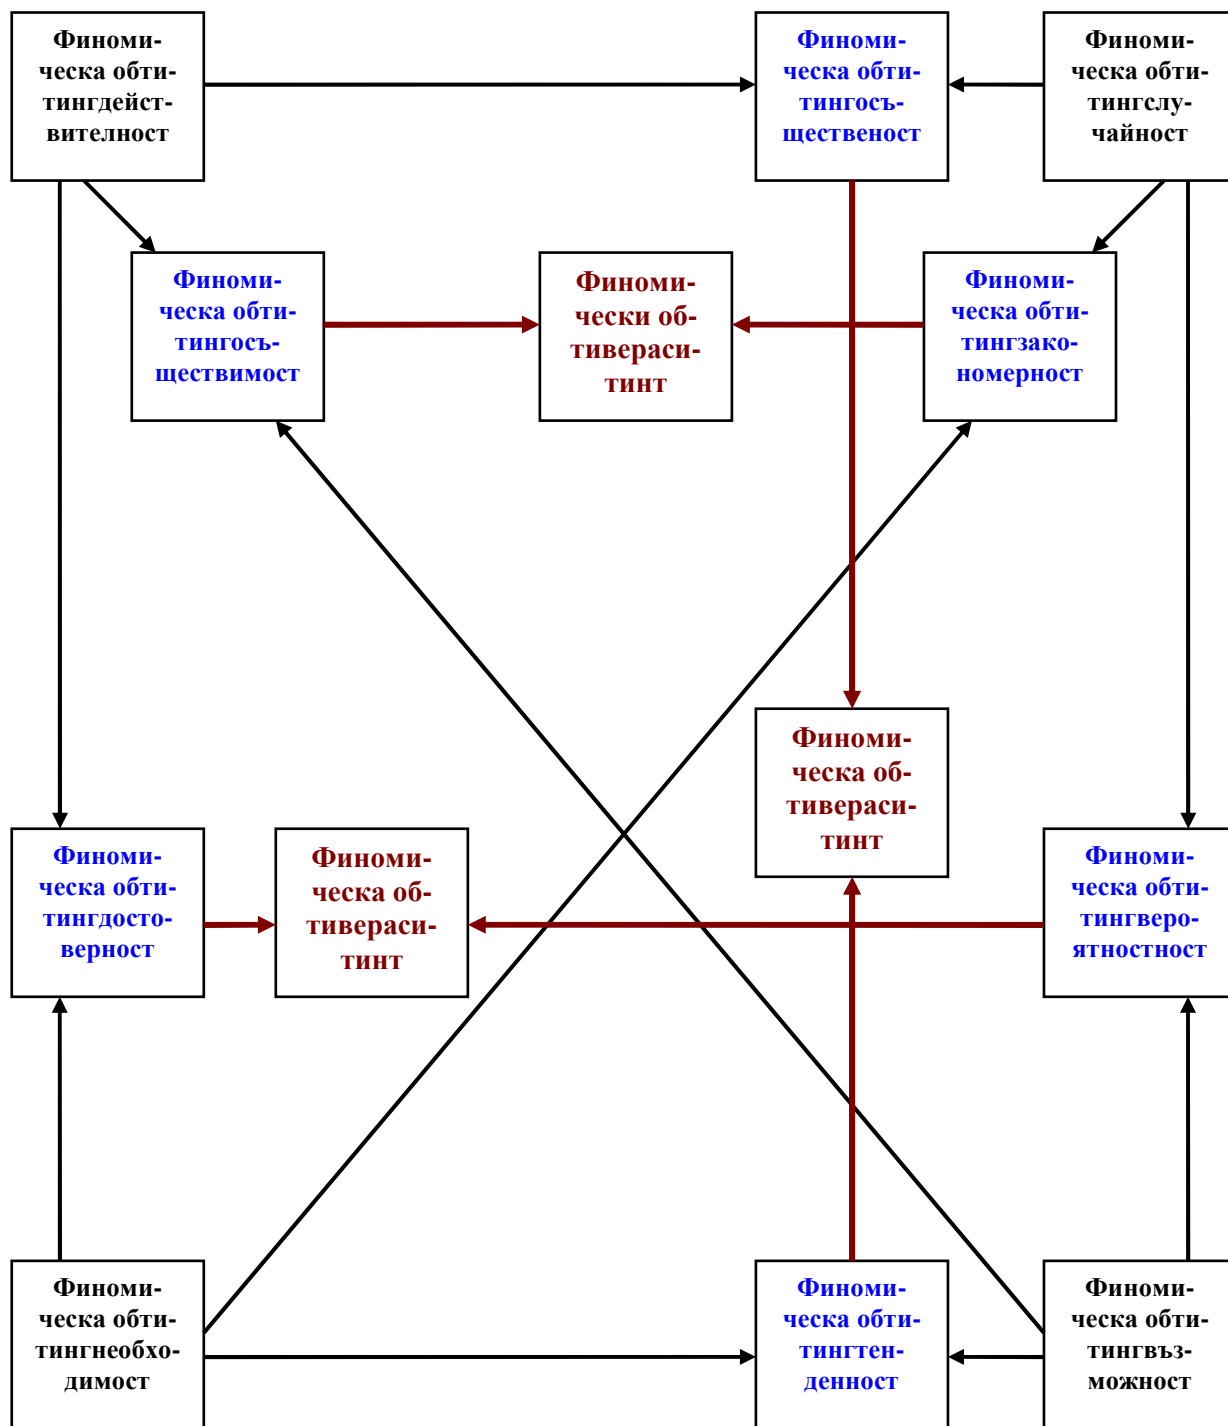 Финоми-
ческа обти-
тингдейст-
вителност
Финоми-
ческа обти-
тингосъ-
щественост
Финоми-
ческа обти-
тингслу-
чайност
Финоми-
ческа обти-
тингосъ-
ществимост
Финоми-
чески об-
тивераси-
тинт
Финоми-
ческа обти-
тингзако-
номерност
Финоми-
ческа об-
тивераси-
тинт
Финоми-
ческа обти-
тингдосто-
верност
Финоми-
ческа об-
тивераси-
тинт
Финоми-
ческа обти-
тингверо-
ятностност
Финоми-
ческа обти-
тингнеобхо-
димост
Финоми-
ческа обти-
тингтен-
денност
Финоми-
ческа обти-
тингвъз-
можност